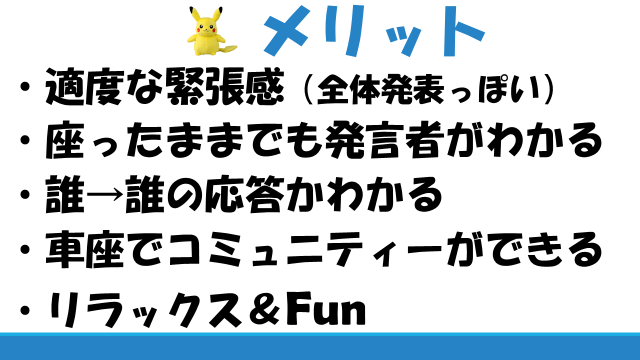 メリット
・適度な緊張感（全体発表っぽい）
・座ったままでも発言者がわかる
・誰→誰の応答かわかる
・車座でコミュニティーができる
・リラックス＆Fun